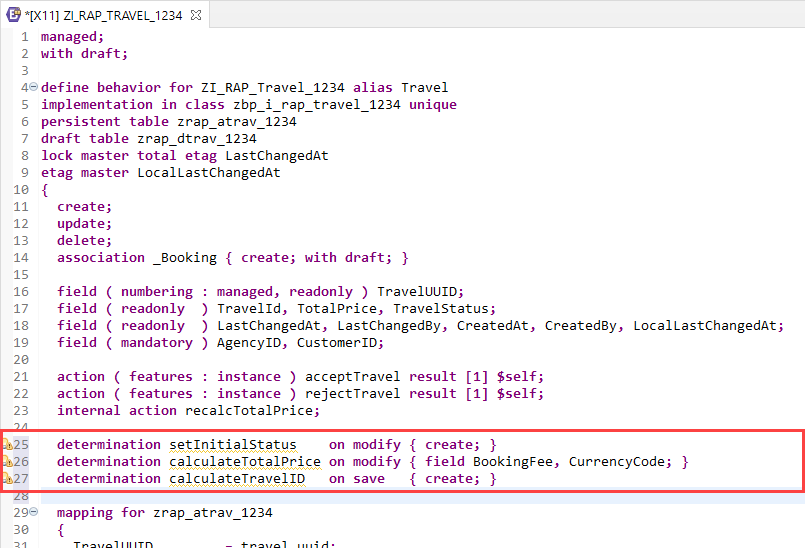 *[X11] ZI_RAP_TRAVEL_1234
1 managed;
2 with draft;
3
4 define behavior for ZI_RAP_Travel_1234 alias Travel
5 implementation in class zbp_i_rap_travel_1234 unique
6 persistent table zrap_atrav_1234
7 draft table zrap_dtrav_1234
8 lock master total etag LastChangedAt
9 etag master LocalLastChangedAt
10 {
11 create;
12 update;
13 delete;
14 association _Booking { create; with draft; }
15
16 field ( numbering : managed, readonly ) TravelUUID;
17 field ( readonly  ) TravelId, TotalPrice, TravelStatus;
18 field ( readonly  ) LastChangedAt, LastChangedBy, CreatedAt, CreatedBy, LocalLastChangedAt;
19 field ( mandatory ) AgencyID, CustomerID;
20
21 action ( features : instance ) acceptTravel result [1] $self;
22 action ( features : instance ) rejectTravel result [1] $self;
23 internal action recalcTotalPrice;
24
25 determination setInitialStatus    on modify { create; }
26 determination calculateTotalPrice on modify { field BookingFee, CurrencyCode; }
27 determination calculateTravelID   on save   { create; }
28
29 mapping for zrap_atrav_1234
30 {
31 TravelUUID = travel_uuid;